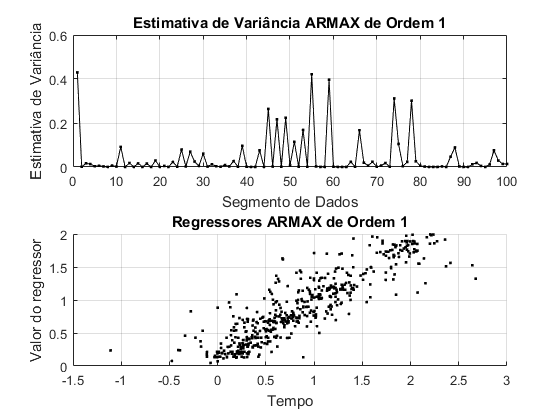 Estimativa de Variância ARMAX de Ordem 1
Estimativa de Variância
0.6
0.4
0.2
0
0 10 20 30 40 50 60 70 80 90 100
Segmento de Dados
Regressores ARMAX de Ordem 1
Valor do regressor
2
1.5
1
0.5
0
-1.5 -1 -0.5 0 0.5 1 1.5 2 2.5 3
Tempo